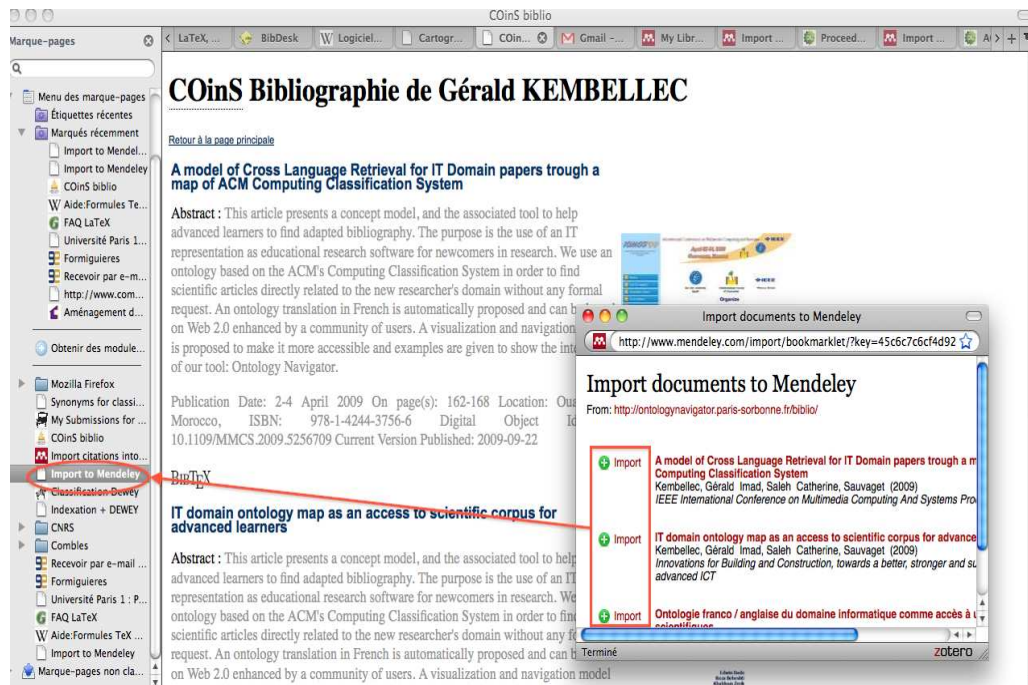 COinS biblio
Marque-pages
LaTeX, ...
BibDesk
Logiciel...
Cartogr...
COin...
Gmail -...
My Libr...
Import ...
Proceed...
Import ...
Menu des marque-pages
Étiquettes récentes
Marqués récemment
Import to Mendel...
Import to Mendeley
COinS biblio
Aide:Formules Te...
FAQ LaTeX
Université Paris 1...
Formiguieres
Recevoir par e-m...
http://www.com...
Aménagement d...
Obtenir des module...
Mozilla Firefox
Synonyms for classi...
My Submissions for ...
COinS biblio
Import citations into...
Import to Mendeley
Classification Dewey
Indexation + DEWEY
CNRS
Combles
Recevoir par e-mail ...
Formiguieres
Université Paris 1 : P...
FAQ LaTeX
Aide:Formules TeX ...
Import to Mendeley
Marque-pages non cla...
COinS Bibliographie de Gérald KEMBELLEC
Retour à la page principale
A model of Cross Language Retrieval for IT Domain papers trough a
map of ACM Computing Classification System
Abstract : This article presents a concept model, and the associated tool to help
advanced learners to find adapted bibliography. The purpose is the use of an IT
representation as educational research software for newcomers in research. We use an
ontology based on the ACM's Computing Classification System in order to find
scientific articles directly related to the new researcher's domain without any formal
request. An ontology translation in French is automatically proposed and can b
on Web 2.0 enhanced by a community of users. A visualization and navigation
is proposed to make it more accessible and examples are given to show the inte
of our tool: Ontology Navigator.
Publication Date: 2-4 April 2009 On page(s): 162-168 Location: Oua
Morocco, ISBN: 978-1-4244-3756-6 Digital Object Id
10.1109/MMCS.2009.5256709 Current Version Published: 2009-09-22
BIBTEX
IT domain ontology map as an access to scientific corpus for
advanced learners
Abstract : This article presents a concept model, and the associated tool to help
advanced learners to find adapted bibliography. The purpose is the use of an IT
representation as educational research software for newcomers in research. We
ontology based on the ACM's Computing Classification System in order to find
scientific articles directly related to the new researcher's domain without any fo
request. An ontology translation in French is automatically proposed and can b
on Web 2.0 enhanced by a community of users. A visualization and navigation model
Import documents to Mendeley
http://www.mendeley.com/import/bookmarklet/?key=45c6c7c6cf4d92
Import documents to Mendeley
From: http://ontologynavigator.paris-sorbonne.fr/biblio/
Import
A model of Cross Language Retrieval for IT Domain papers trough a m
Computing Classification System
Kembellec, Gérald Imad, Saleh Catherine, Sauvaget (2009)
IEEE International Conference on Multimedia Computing And Systems Pro
Import
IT domain ontology map as an access to scientific corpus for advance
Kembellec, Gérald Imad, Saleh Catherine, Sauvaget (2009)
Innovations for Building and Construction, towards a better, stronger and su
advanced ICT
Import
Ontologie franco / anglaise du domaine informatique comme accès à u
scientifiques
Terminé
zotero